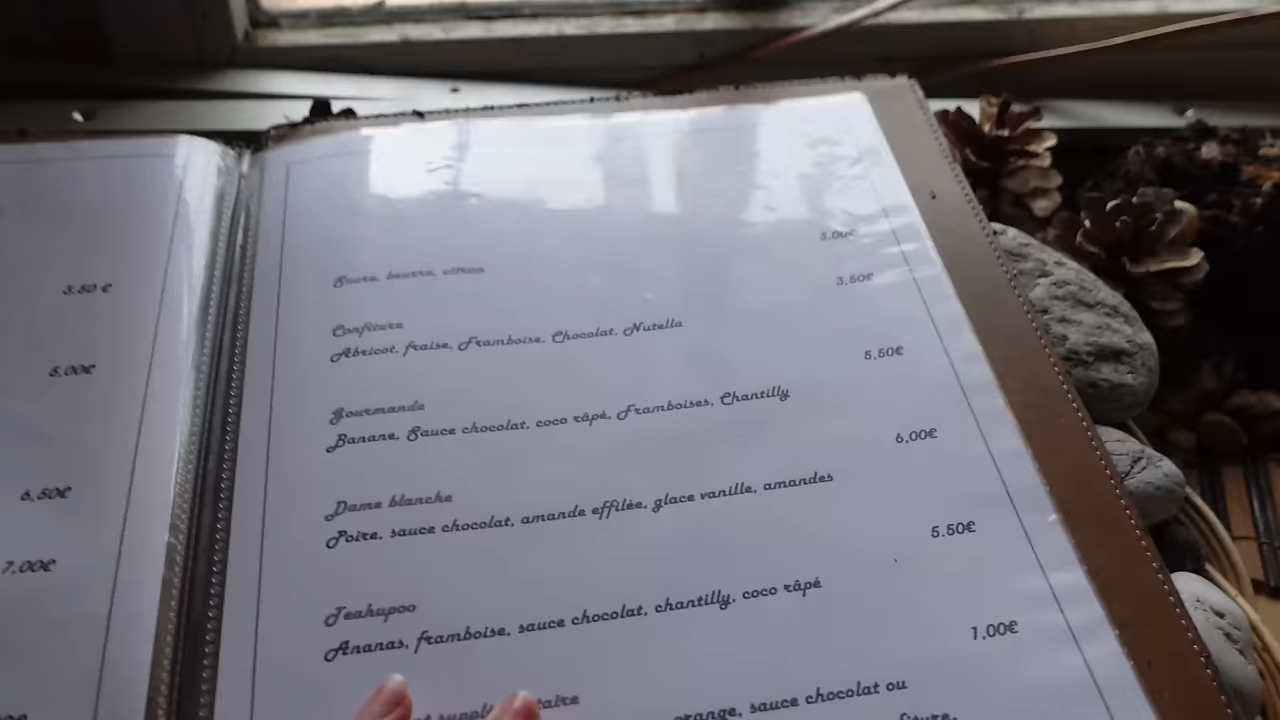 3.50 €
5,00€
6,50€
7,00€
3.00€
Sucre, beurre, citron
3,50€
Confiture
Abricot, fraise, Framboise, Chocolat, Nutella
5,50€
Gourmande
Banane, Sauce chocolat, coco râpé, Framboises, Chantilly
6,00€
Dame blanche
Poire, sauce chocolat, amande effilée, glace vanille, amandes
5.50€
Teahupoo
Ananas, framboise, sauce chocolat, chantilly, coco râpé
1,00€
orange, sauce chocolat ou